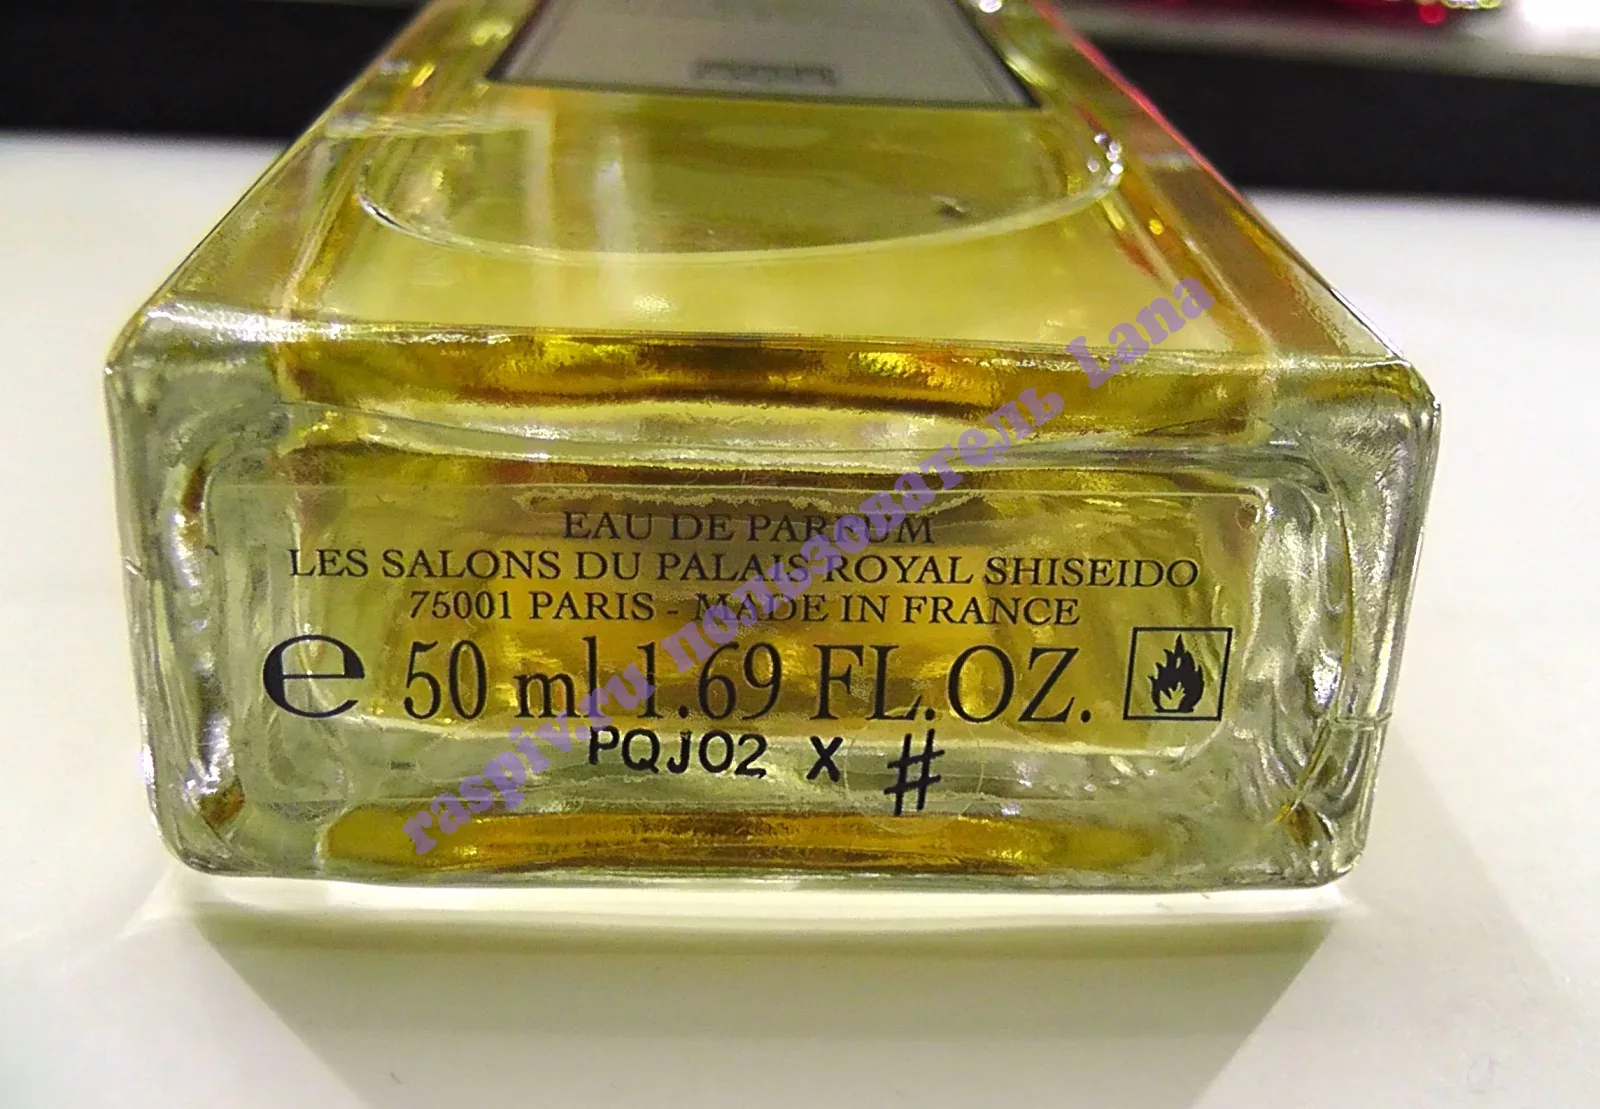 EAU DE PARFUM
LES SALONS DU PALAIS ROYAL SHISEIDO
75001 PARIS - MADE IN FRANCE
e 50 ml 1.69 FL.OZ.
PQJ02 X #
raspiv.ru пользователь Lana